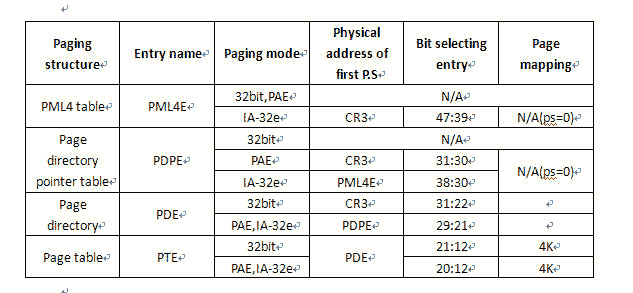 Paging structure Entry name Paging mode Physical address of first P.S Bit selecting entry Page mapping
PML4 table PML4E 32bit,PAE N/A
IA-32e CR3 47:39 N/A(ps=0)
Page directory pointer table PDPE 32bit N/A
PAE CR3 31:30 N/A(ps=0)
IA-32e PML4E 38:30
Page directory PDE 32bit CR3 31:22
PAE,IA-32e PDPE 29:21
Page table PTE 32bit PDE 21:12 4K
PAE,IA-32e 20:12 4K